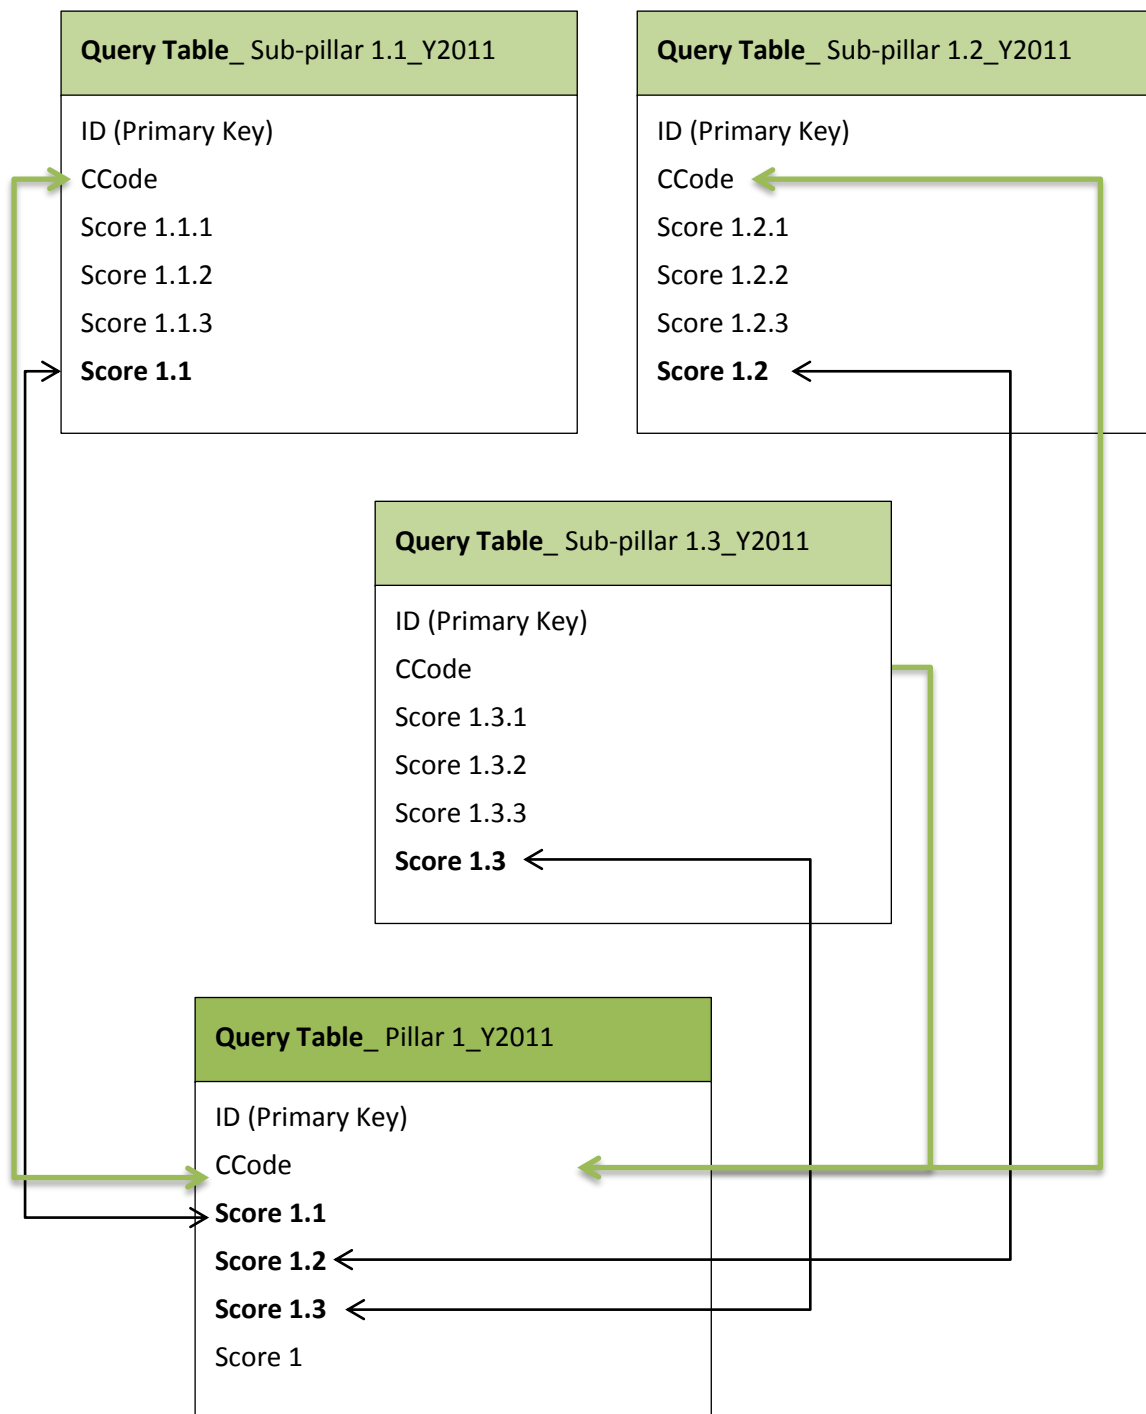 Query Table_ Sub-pillar 1.1_Y2011
ID (Primary Key)
CCode
Score 1.1.1
Score 1.1.2
Score 1.1.3
Score 1.1
Query Table_ Sub-pillar 1.2_Y2011
ID (Primary Key)
CCode
Score 1.2.1
Score 1.2.2
Score 1.2.3
Score 1.2
Query Table_ Sub-pillar 1.3_Y2011
ID (Primary Key)
CCode
Score 1.3.1
Score 1.3.2
Score 1.3.3
Score 1.3
Query Table_ Pillar 1_Y2011
ID (Primary Key)
CCode
Score 1.1
Score 1.2
Score 1.3
Score 1